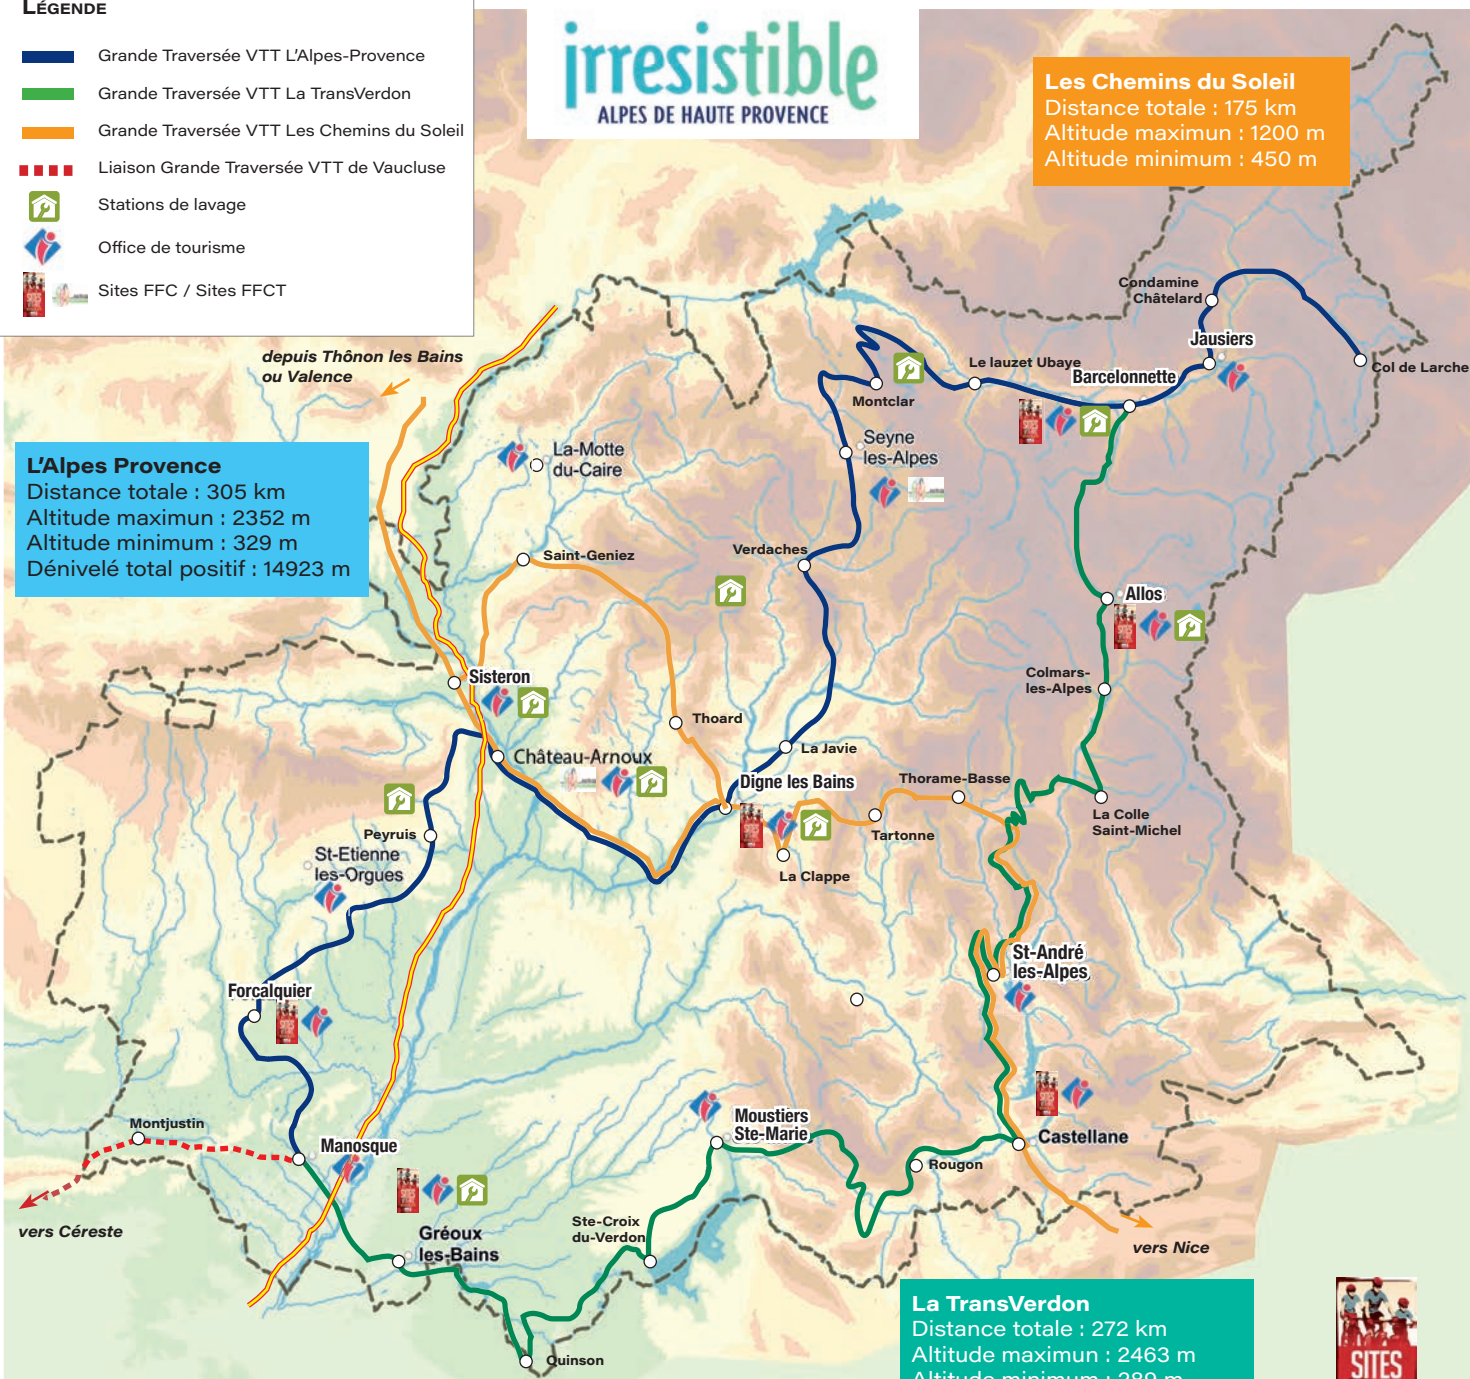 LÉGENDE
Grande Traversée VTT L'Alpes-Provence
Grande Traversée VTT La TransVerdon
Grande Traversée VTT Les Chemins du Soleil
Liaison Grande Traversée VTT de Vaucluse
Stations de lavage
Office de tourisme
Sites FFC / Sites FFCT
irresistible
ALPES DE HAUTE PROVENCE
Les Chemins du Soleil
Distance totale : 175 km
Altitude maximun : 1200 m
Altitude minimum : 450 m
depuis Thônon les Bains
ou Valence
L'Alpes Provence
Distance totale : 305 km
Altitude maximun : 2352 m
Altitude minimum : 329 m
Dénivelé total positif : 14923 m
Condamine
Châtelard
Jausiers
Col de Larche
Le lauzet Ubaye
Barcelonnette
Montclar
Seyne
les-Alpes
La-Motte
du-Caire
Saint-Geniez
Verdaches
Allos
Colmars-
les-Alpes
Sisteron
Thoard
La Javie
Château-Arnoux
Digne les Bains
Thorame-Basse
La Colle
Saint-Michel
Tartonne
La Clappe
Peyruis
St-Etienne
les-Orgues
St-André
les-Alpes
Forcalquier
Montjustin
Manosque
vers Céreste
Moustiers
Ste-Marie
Castellane
Rougon
vers Nice
Gréoux
les-Bains
Ste-Croix
du-Verdon
Quinson
La TransVerdon
Distance totale : 272 km
Altitude maximun : 2463 m
Altitude minimum : 289 m
SITES